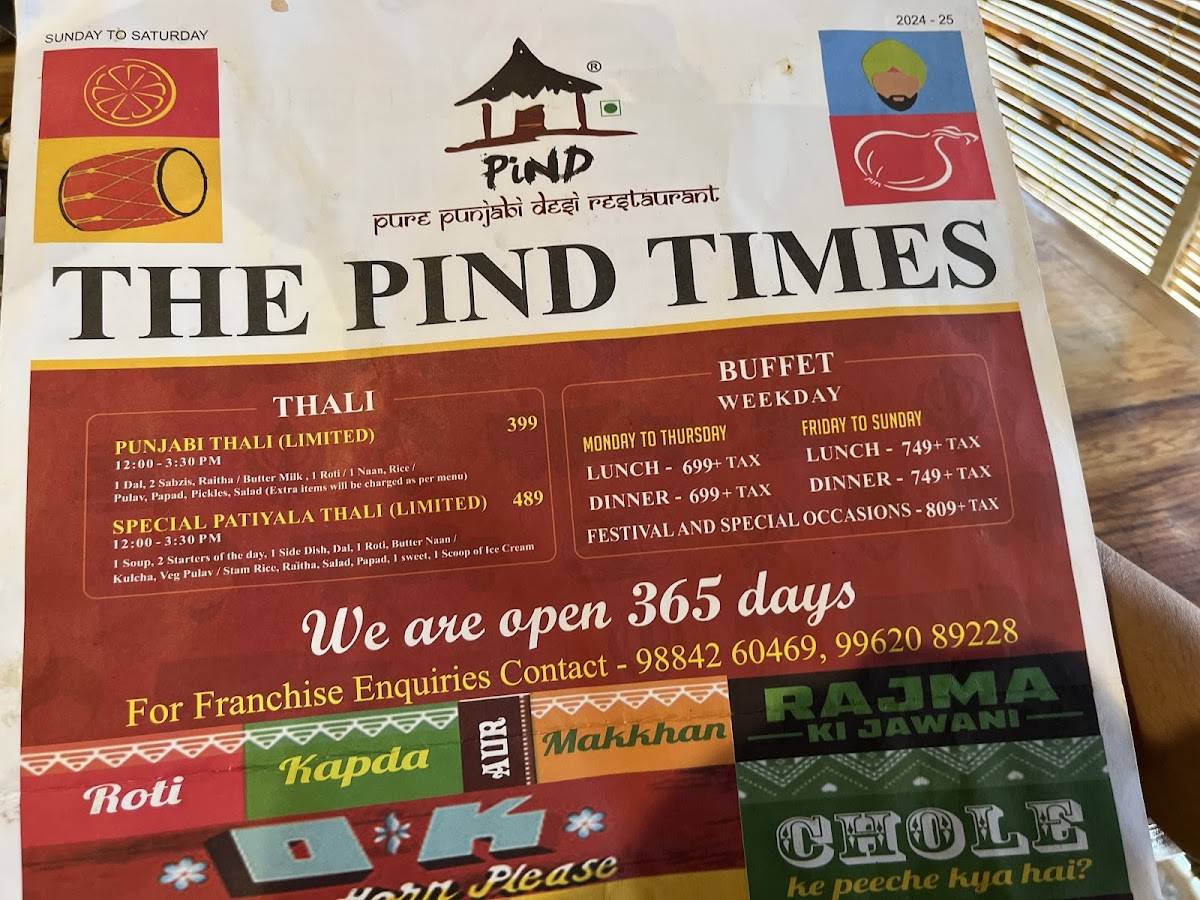 SUNDAY TO SATURDAY
2024 - 25
®
PiND
pure punjabi desi restaurant
THE PIND TIMES
THALI
PUNJABI THALI (LIMITED) 399
12:00 - 3:30 PM
1 Dal, 2 Sabzis, Raitha / Butter Milk , 1 Roti / 1 Naan, Rice /
Pulav, Papad, Pickles, Salad (Extra items will be charged as per menu)
SPECIAL PATIYALA THALI (LIMITED) 489
12:00 - 3:30 PM
1 Soup, 2 Starters of the day, 1 Side Dish, Dal, 1 Roti, Butter Naan /
Kulcha, Veg Pulav / Stam Rice, Raitha, Salad, Papad, 1 sweet, 1 Scoop of Ice Cream
BUFFET
WEEKDAY
MONDAY TO THURSDAY
LUNCH - 699+ TAX
DINNER - 699+ TAX
FRIDAY TO SUNDAY
LUNCH - 749+ TAX
DINNER - 749+ TAX
FESTIVAL AND SPECIAL OCCASIONS - 809+ TAX
We are open 365 days
For Franchise Enquiries Contact - 98842 60469, 99620 89228
Roti
Kapda
AUR
Makkhan
O K
Horn Please
RAJMA
KI JAWANI
CHOLE
ke peeche kya hai?